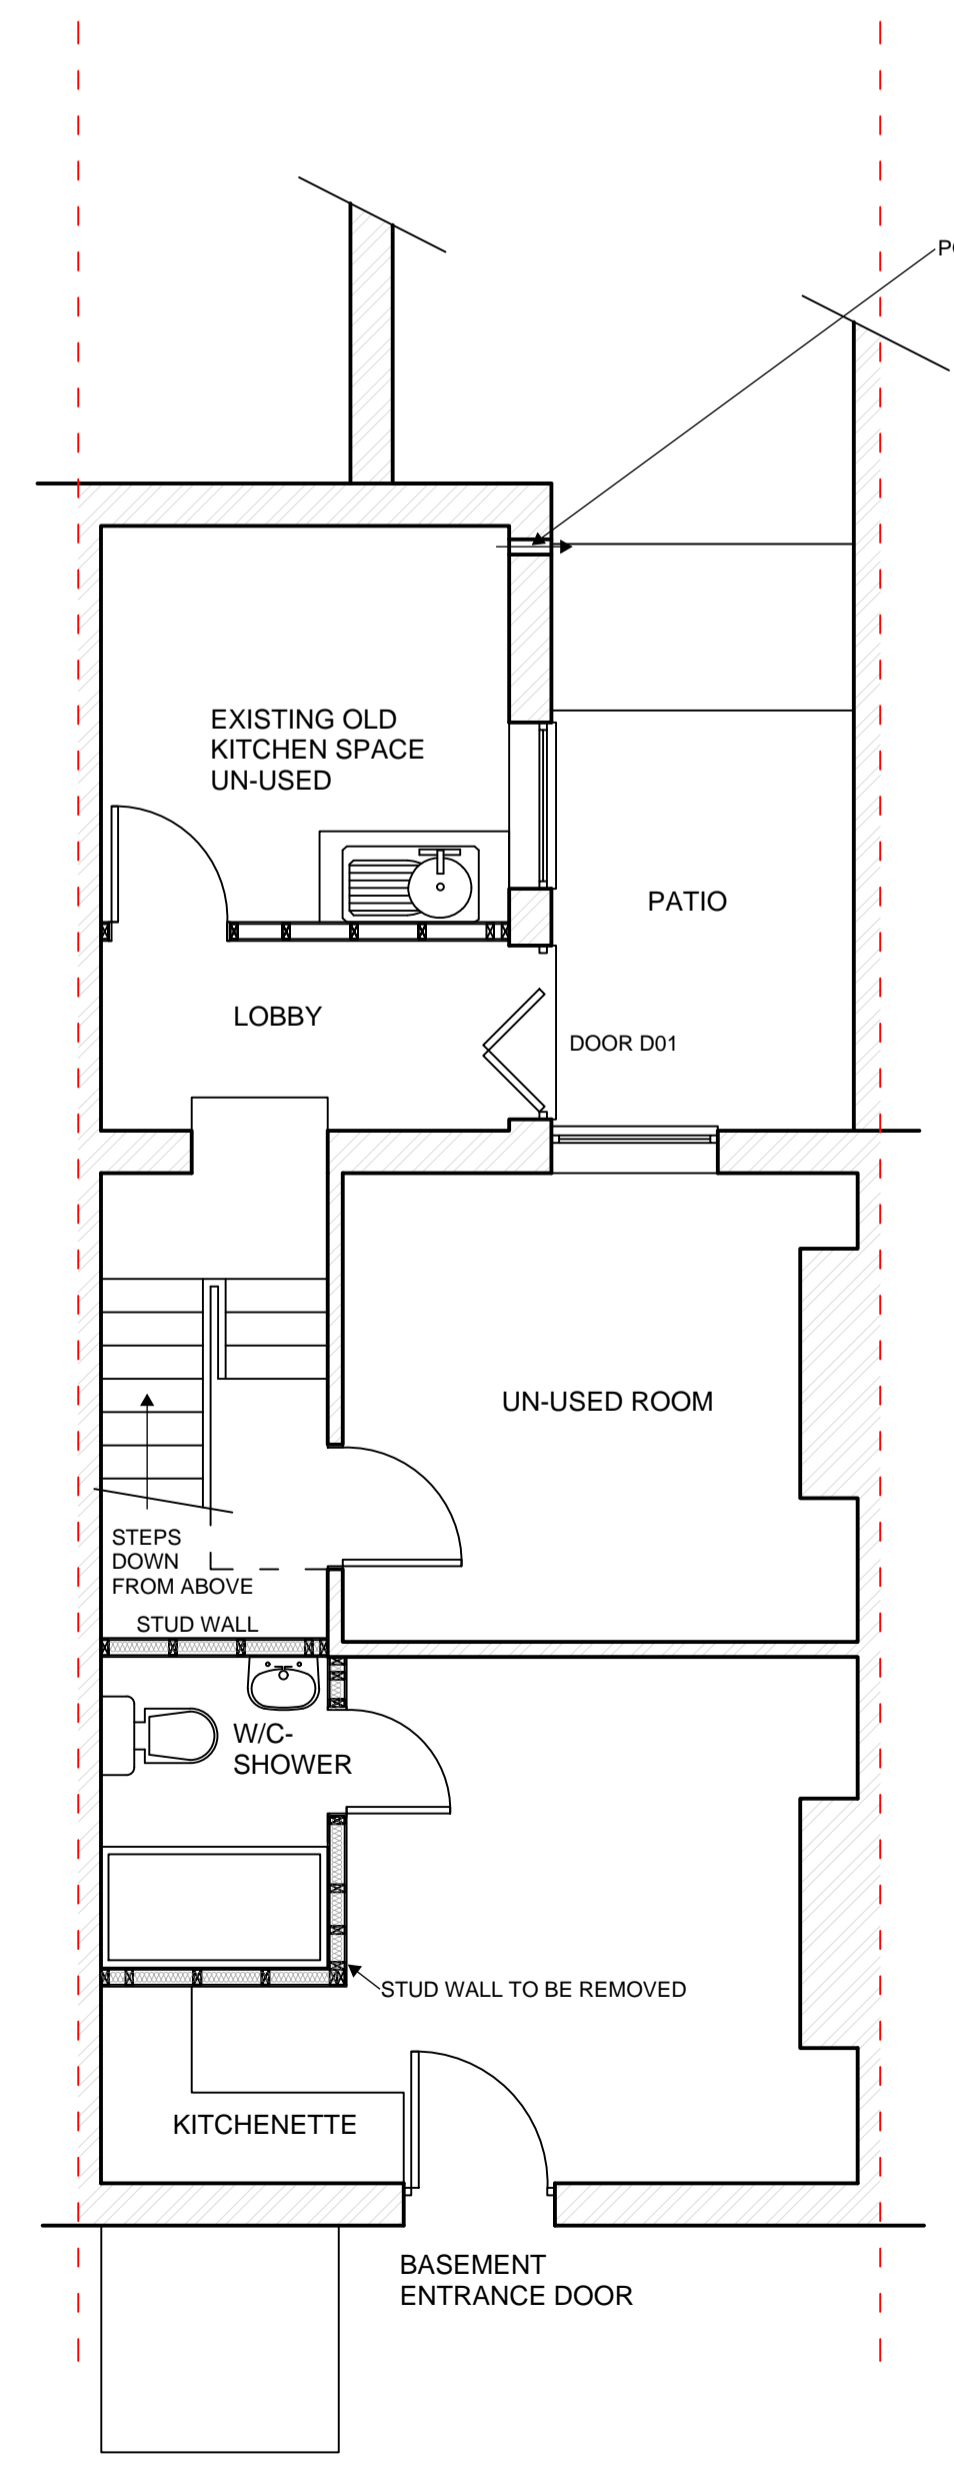 EXISTING OLD
KITCHEN SPACE
UN-USED
PATIO
LOBBY
DOOR D01
UN-USED ROOM
STEPS
DOWN
FROM ABOVE
STUD WALL
W/C-
SHOWER
STUD WALL TO BE REMOVED
KITCHENETTE
BASEMENT
ENTRANCE DOOR